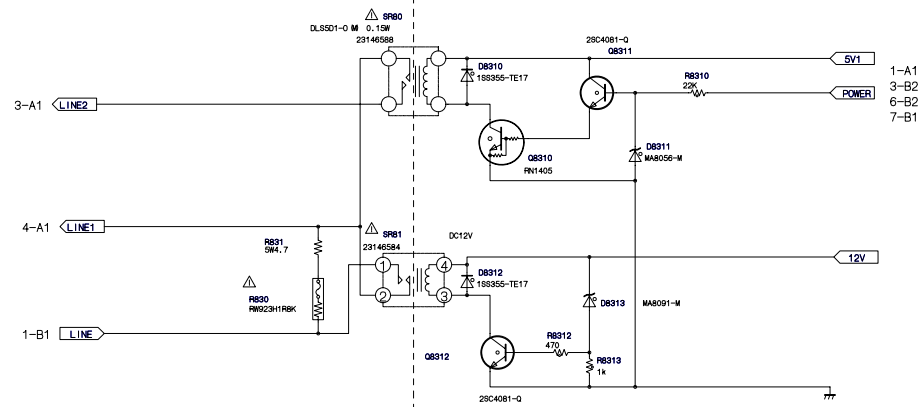 SR80
DLS5D1-O (M) 0.15W
23146588
2SC4081-Q
Q8311
5V1
D8310
1SS355-TE17
R8310
22K
POWER
1-A1
3-B2
6-B2
7-B1
3-A1 LINE2
Q8310
RN1405
D8311
MA8056-M
4-A1 LINE1
SR81
23146584
DC12V
R831
5W4.7
12V
1
4
D8312
1SS355-TE17
R830
RW923H1R8K
2
3
D8313
MA8091-M
1-B1 LINE
Q8312
R8312
470
R8313
1k
2SC4081-Q